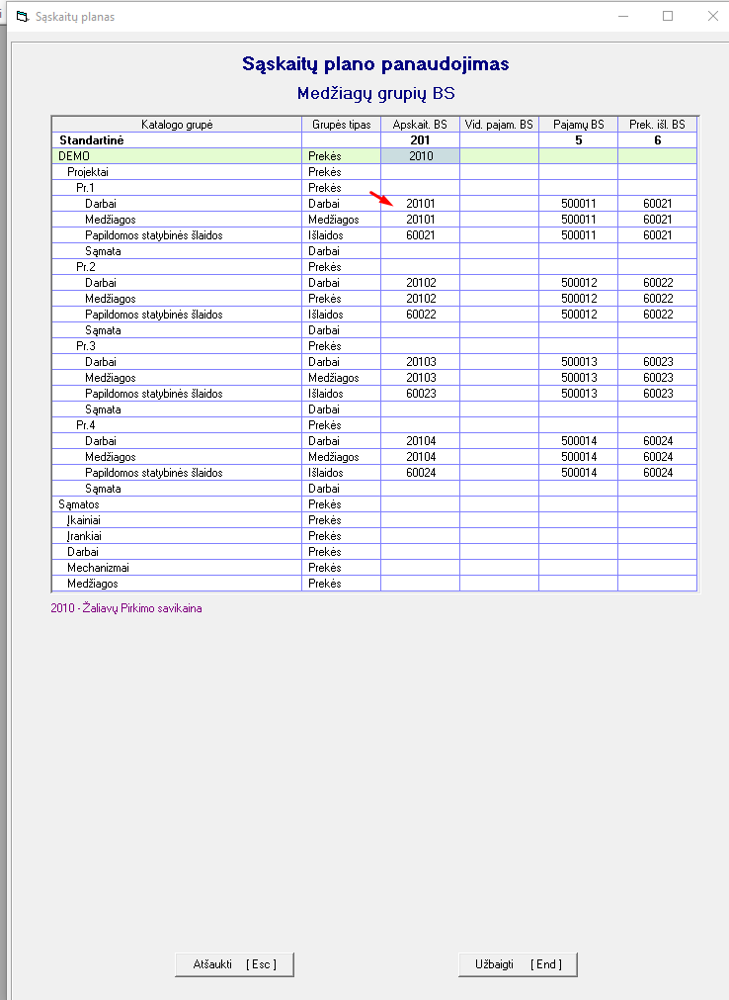 Sąskaitų planas
Sąskaitų plano panaudojimas
Medžiagų grupių BS
Katalogo grupė Grupės tipas Apskait. BS Vid. pajam. BS Pajamų BS Prek. išl. BS
Standartinė 201 5 6
DEMO Prekės 2010
Projektai Prekės
Pr.1 Prekės
Darbai Darbai 20101 500011 60021
Medžiagos Medžiagos 20101 500011 60021
Papildomos statybinės šlaidos Išlaidos 60021 500011 60021
Sąmata Darbai
Pr.2 Prekės
Darbai Darbai 20102 500012 60022
Medžiagos Prekės 20102 500012 60022
Papildomos statybinės šlaidos Išlaidos 60022 500012 60022
Sąmata Darbai
Pr.3 Prekės
Darbai Darbai 20103 500013 60023
Medžiagos Medžiagos 20103 500013 60023
Papildomos statybinės šlaidos Išlaidos 60023 500013 60023
Sąmata Darbai
Pr.4 Prekės
Darbai Darbai 20104 500014 60024
Medžiagos Medžiagos 20104 500014 60024
Papildomos statybinės šlaidos Išlaidos 60024 500014 60024
Sąmata Darbai
Sąmatos Prekės
Įkainiai Prekės
Įrankiai Prekės
Darbai Prekės
Mechanizmai Prekės
Medžiagos Prekės
2010 - Žaliavų Pirkimo savikaina
Atšaukti [ Esc ] Užbaigti [ End ]